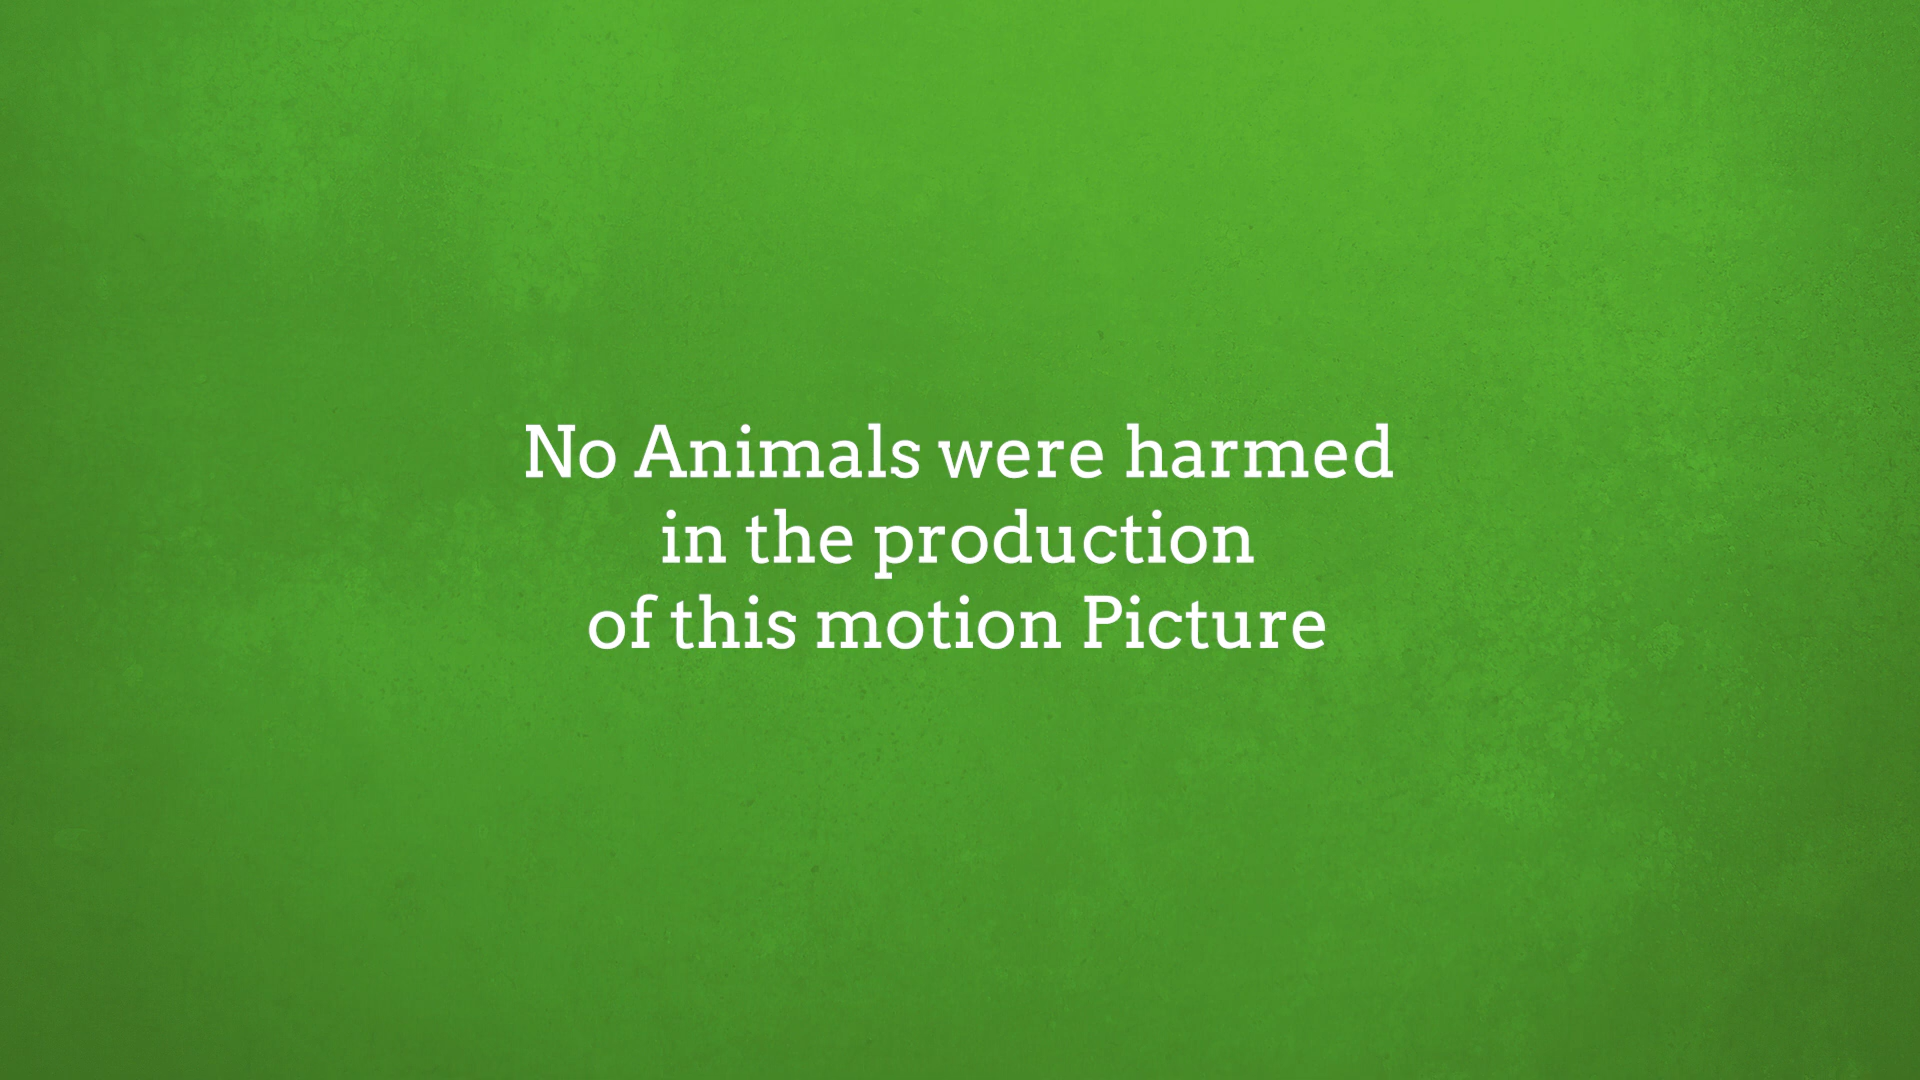 No Animals were harmed
in the production
of this motion Picture